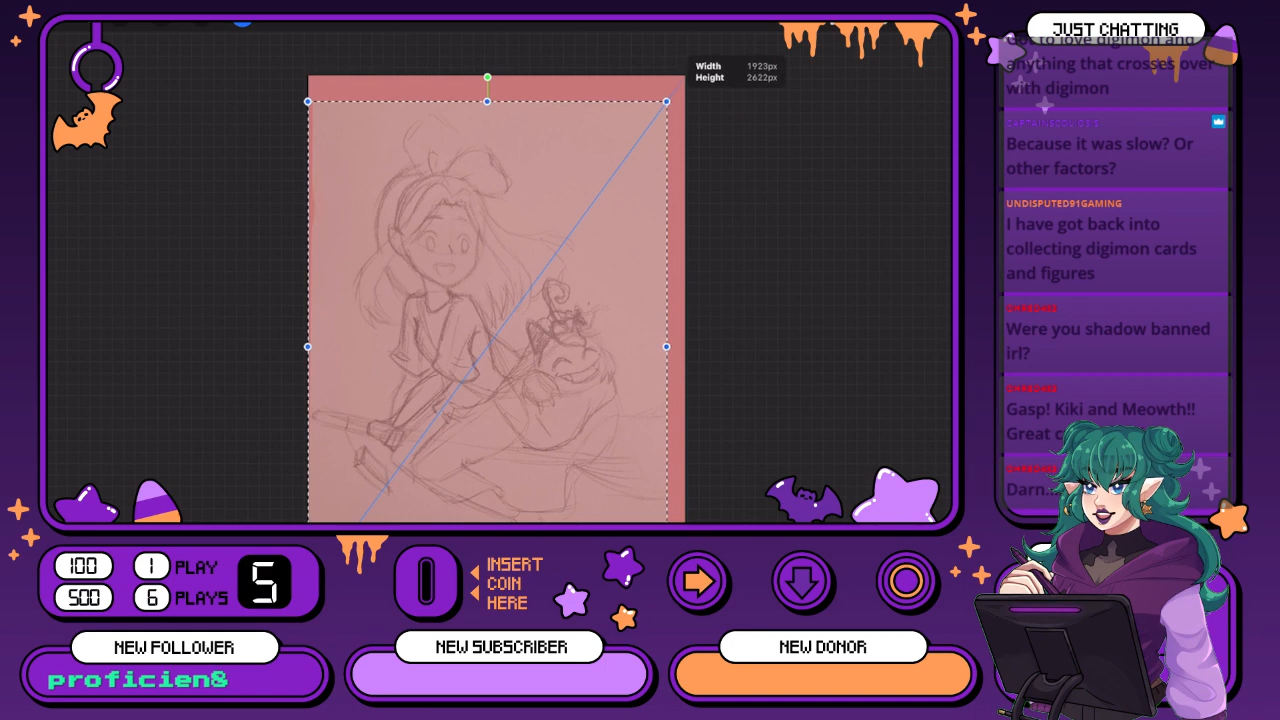 JUST CHATTING
Got to love digimon and
anything that crosses over
with digimon
Because it was slow? Or
other factors?
UNDISPUTED91GAMING
I have got back into
collecting digimon cards
and figures
Were you shadow banned
irl?
Gasp! Kiki and Meowth!!
Great
Darn...
Width 1923px
Height 2622px
100 1 PLAY 5
500 6 PLAYS
INSERT
COIN
HERE
NEW FOLLOWER
proficien&
NEW SUBSCRIBER
NEW DONOR